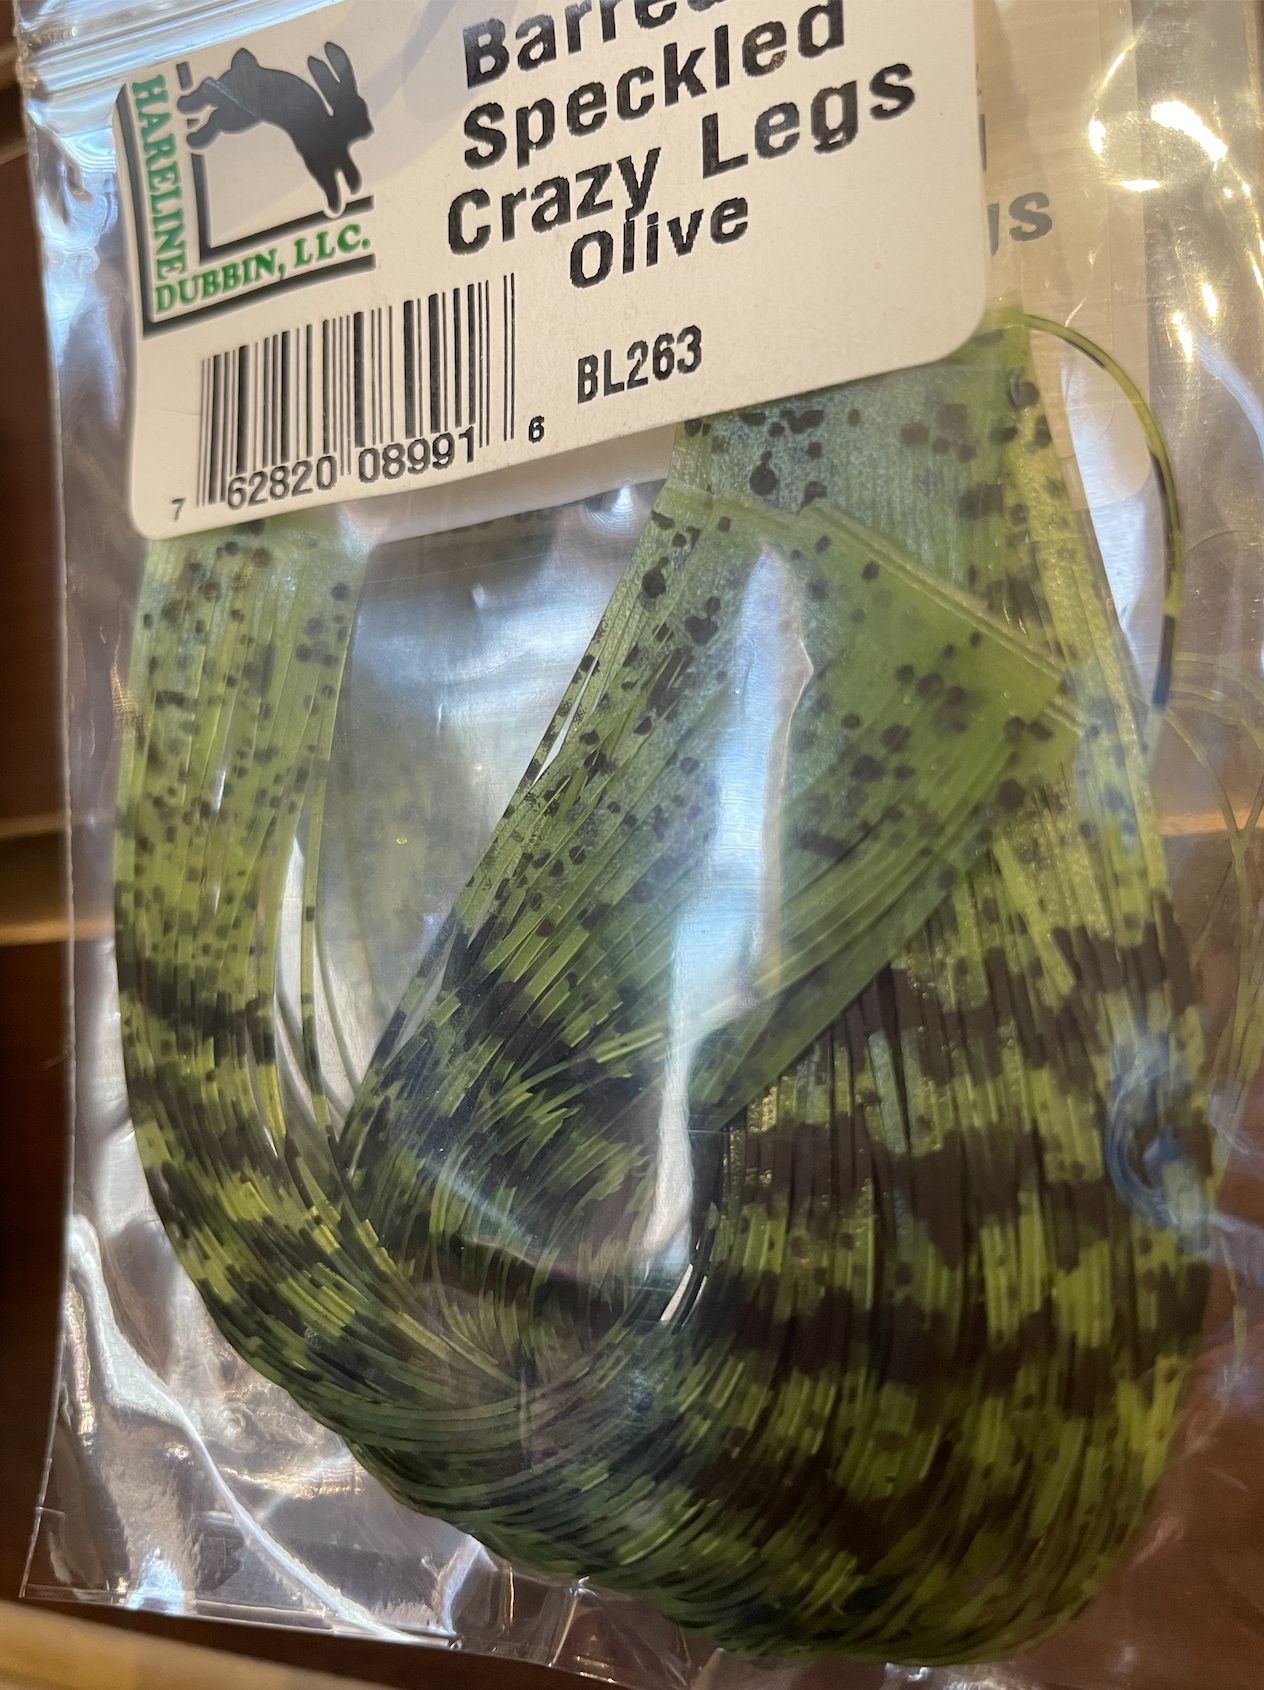 HARELINE
DUBBIN, LLC.
Speckled
Crazy Legs
Olive
BL263
7 62820 08991 6